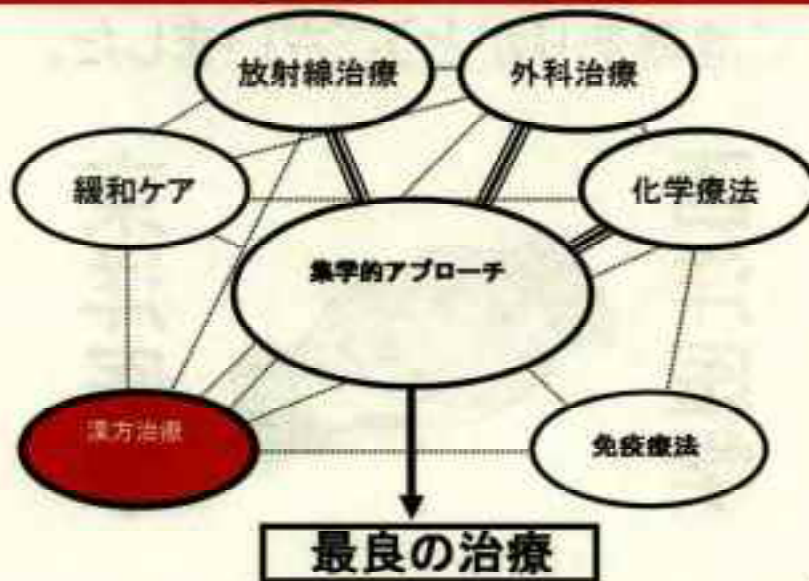 放射線治療
外科治療
緩和ケア
化学療法
集学的アプローチ
漢方治療
免疫療法
最良の治療